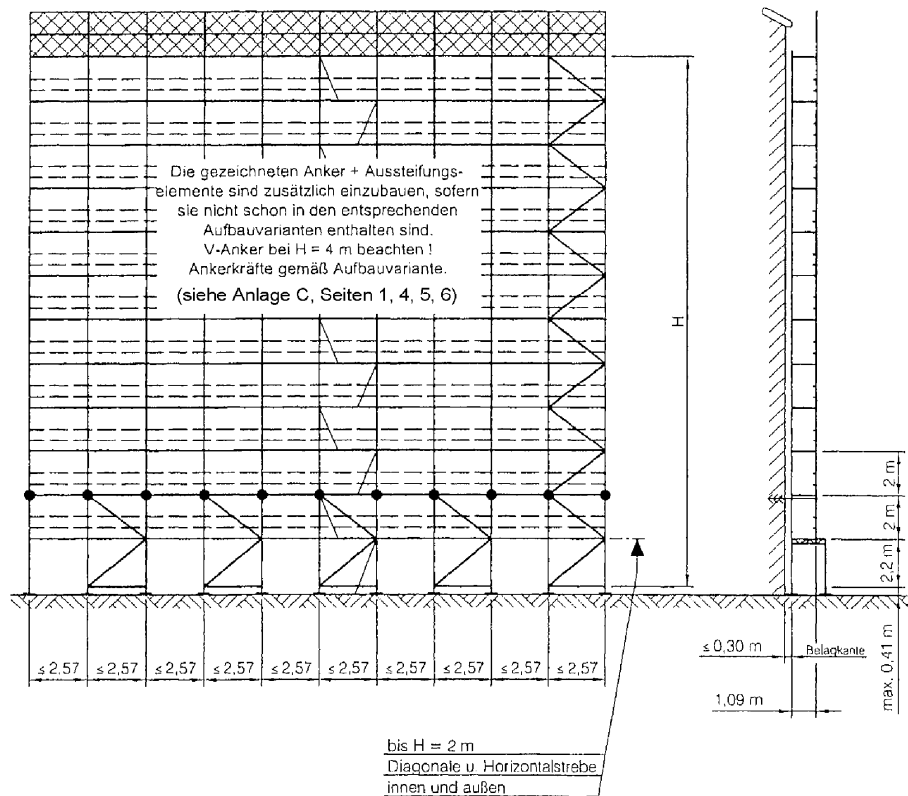 Die gezeichneten Anker + Aussteifungs-
elemente sind zusätzlich einzubauen, sofern
sie nicht schon in den entsprechenden
Aufbauvarianten enthalten sind.
V-Anker bei H = 4 m beachten !
Ankerkräfte gemäß Aufbauvariante.
(siehe Anlage C, Seiten 1, 4, 5, 6)
H
2 m
2 m
2,2 m
max. 0,41 m
≤ 0,30 m
Belagkante
1,09 m
≤ 2,57
≤ 2,57
≤ 2,57
≤ 2,57
≤ 2,57
≤ 2,57
≤ 2,57
≤ 2,57
≤ 2,57
≤ 2,57
bis H = 2 m
Diagonale u. Horizontalstrebe
innen und außen